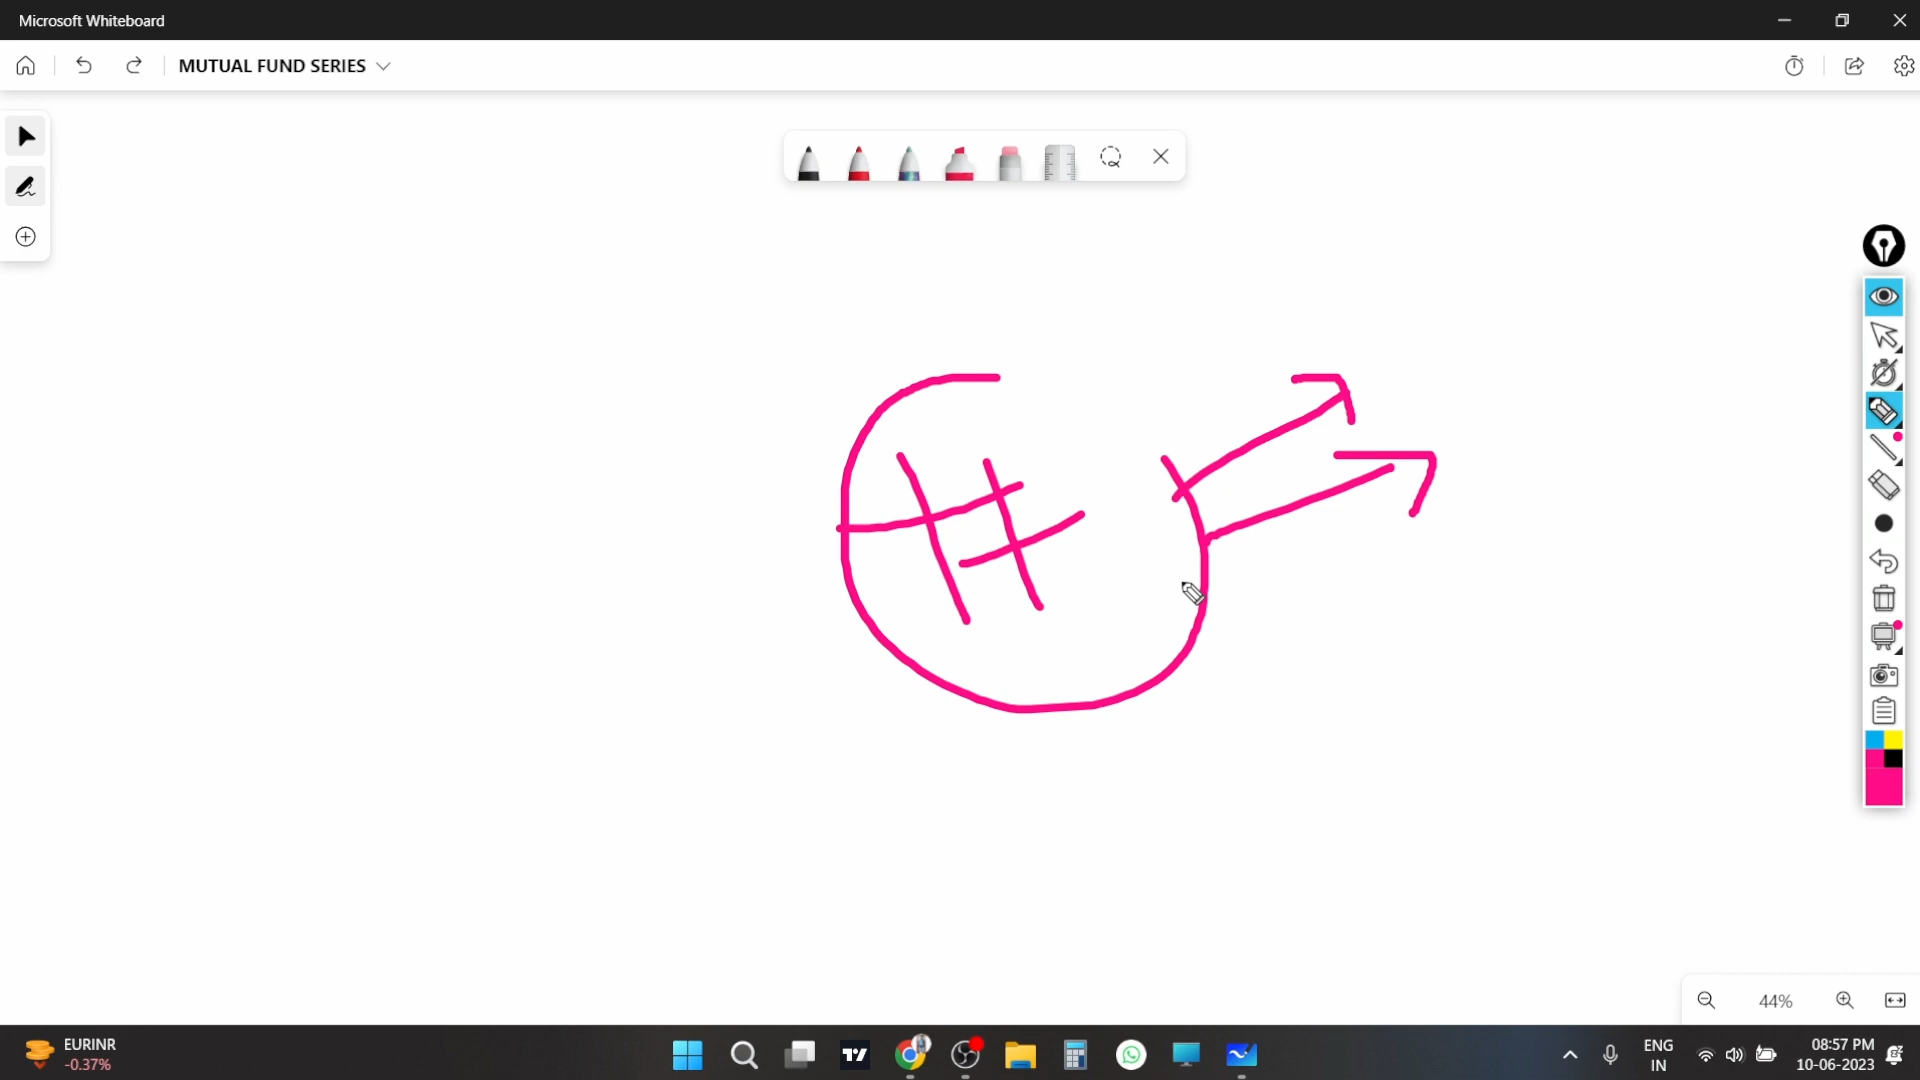 Microsoft Whiteboard
MUTUAL FUND SERIES
44%
EURINR
-0.37%
ENG
IN
08:57 PM
10-06-2023